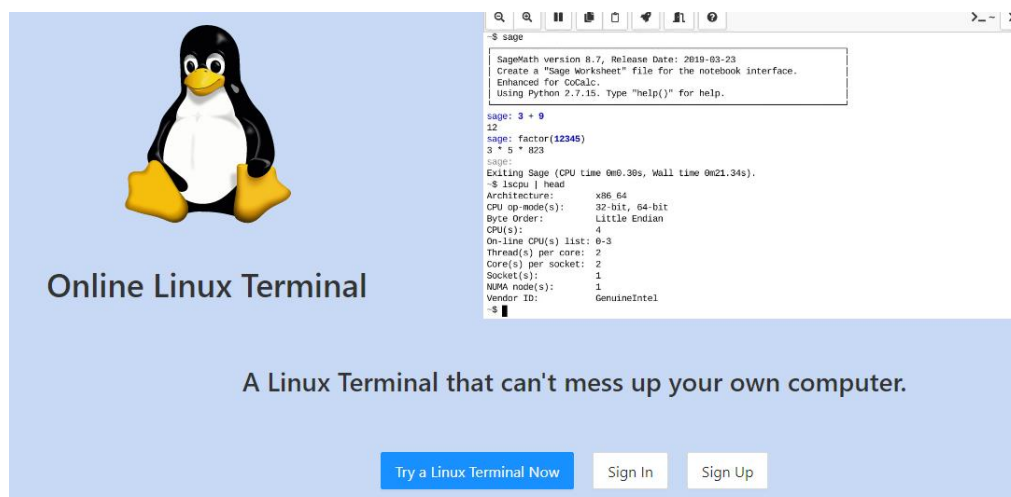 >_~
~$ sage
SageMath version 8.7, Release Date: 2019-03-23
Create a "Sage Worksheet" file for the notebook interface.
Enhanced for CoCalc.
Using Python 2.7.15. Type "help()" for help.
sage: 3 + 9
12
sage: factor(12345)
3 * 5 * 823
sage:
Exiting Sage (CPU time 0m0.30s, Wall time 0m21.34s).
~$ lscpu | head
Architecture: x86_64
CPU op-mode(s): 32-bit, 64-bit
Byte Order: Little Endian
CPU(s): 4
On-line CPU(s) list: 0-3
Thread(s) per core: 2
Core(s) per socket: 2
Socket(s): 1
NUMA node(s): 1
Vendor ID: GenuineIntel
~$
Online Linux Terminal
A Linux Terminal that can't mess up your own computer.
Try a Linux Terminal Now
Sign In
Sign Up